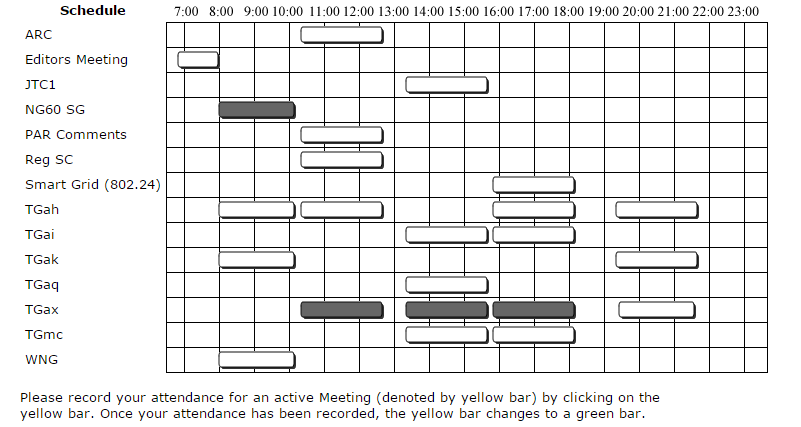 Schedule 7:00 8:00 9:00 10:00 11:00 12:00 13:00 14:00 15:00 16:00 17:00 18:00 19:00 20:00 21:00 22:00 23:00
ARC
Editors Meeting
JTC1
NG60 SG
PAR Comments
Reg SC
Smart Grid (802.24)
TGah
TGai
TGak
TGaq
TGax
TGmc
WNG
Please record your attendance for an active Meeting (denoted by yellow bar) by clicking on the
yellow bar. Once your attendance has been recorded, the yellow bar changes to a green bar.